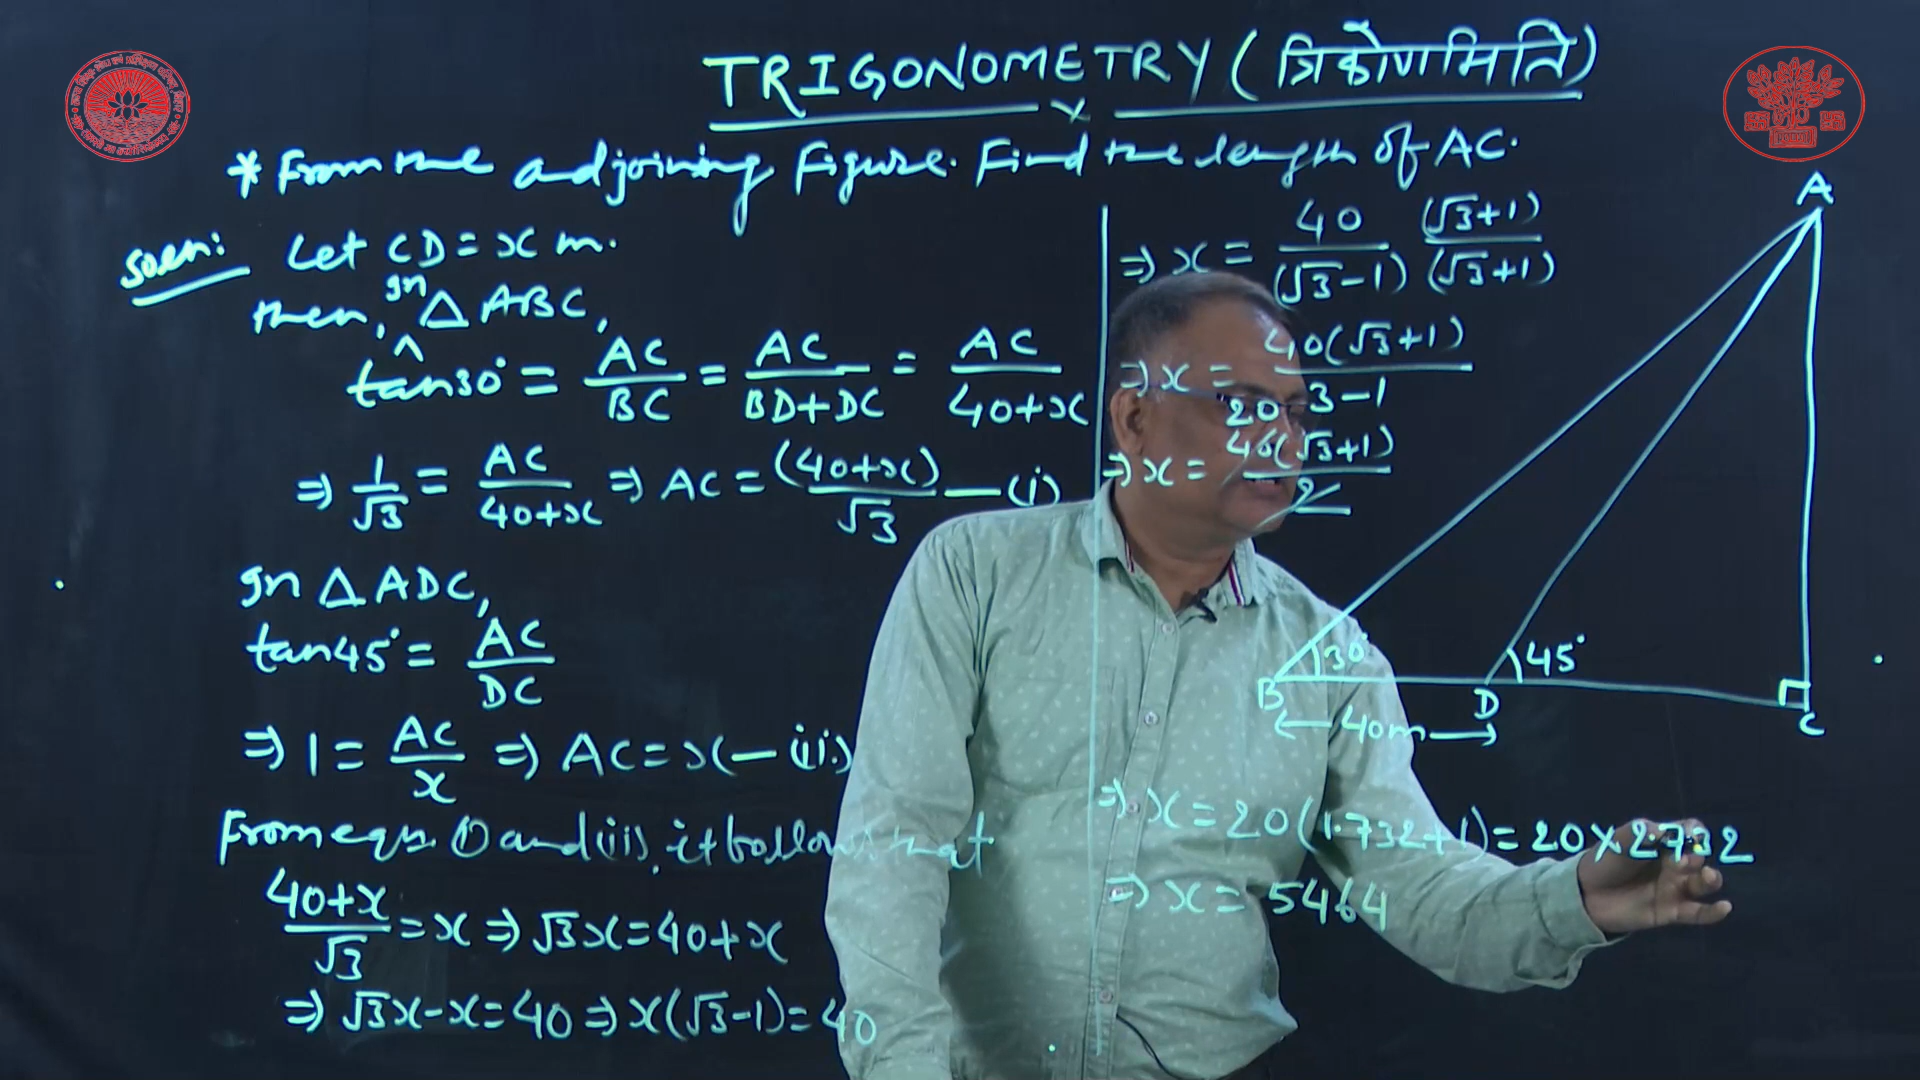 TRIGONOMETRY (त्रिकोणमिति)
x
* From the adjoining Figure. Find the length of AC.
Soln: Let CD = x m.
then, In △ ABC,
tan30° = AC/BC = AC/BD+DC = AC/40+x
⇒ 1/√3 = AC/40+x ⇒ AC = (40+x)/√3 — (i)
In △ ADC,
tan45° = AC/DC
⇒ 1 = AC/x ⇒ AC = x — (ii)
From eqn. (i) and (ii), it follows that
40+x/√3 = x ⇒ √3x = 40+x
⇒ √3x-x = 40 ⇒ x(√3-1) = 40
⇒ x = 40/(√3-1) (√3+1)/(√3+1)
⇒ x = 40(√3+1)/3-1
20
⇒ x = 40(√3+1)/2
⇒ x = 20(1.732+1) = 20×2.732
⇒ x = 5464
A
30°
45°
B
D
C
40m